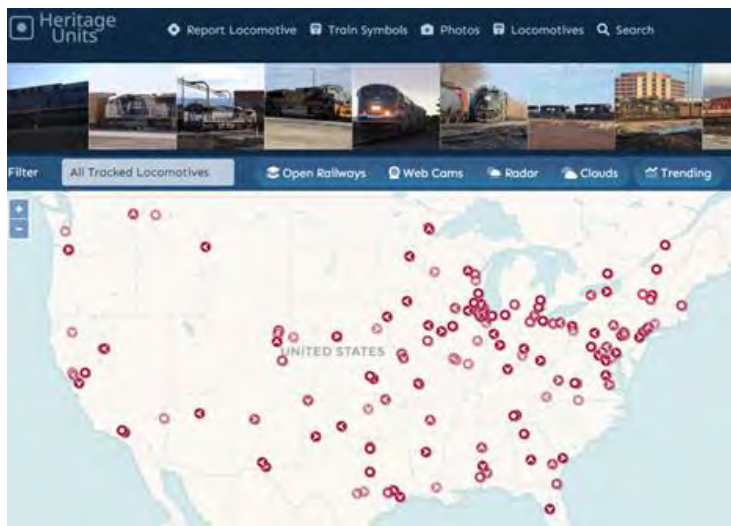 Heritage
Units
Report Locomotive Train Symbols Photos Locomotives Search
Filter All Tracked Locomotives Open Railways Web Cams Radar Clouds Trending
+
-
UNITED STATES